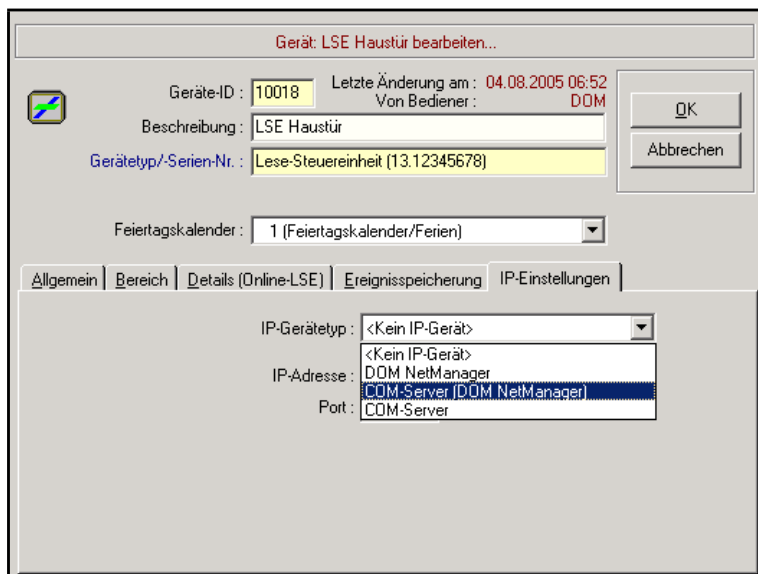 Gerät: LSE Haustür bearbeiten...
Geräte-ID : 10018 Letzte Änderung am : 04.08.2005 06:52
Von Bediener : DOM
OK
Beschreibung : LSE Haustür
Abbrechen
Gerätetyp/-Serien-Nr. : Lese-Steuereinheit (13.12345678)
Feiertagskalender : 1 (Feiertagskalender/Ferien)
Allgemein Bereich Details (Online-LSE) Ereignisspeicherung IP-Einstellungen
IP-Gerätetyp : <Kein IP-Gerät>
<Kein IP-Gerät>
IP-Adresse : DOM NetManager
COM-Server (DOM NetManager)
Port : COM-Server